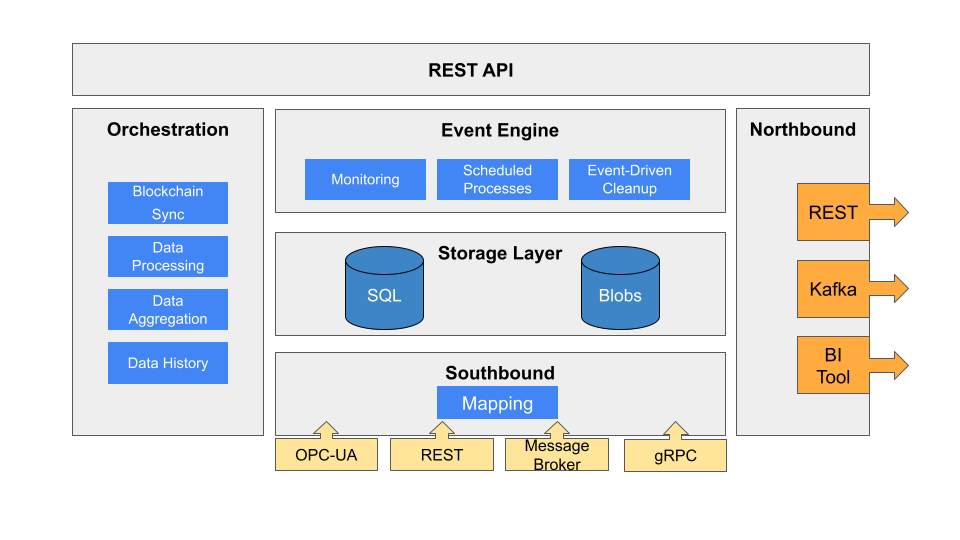 REST API
Orchestration
Blockchain
Sync
Data
Processing
Data
Aggregation
Data History
Event Engine
Monitoring
Scheduled
Processes
Event-Driven
Cleanup
Storage Layer
SQL
Blobs
Southbound
Mapping
OPC-UA
REST
Message
Broker
gRPC
Northbound
REST
Kafka
BI
Tool